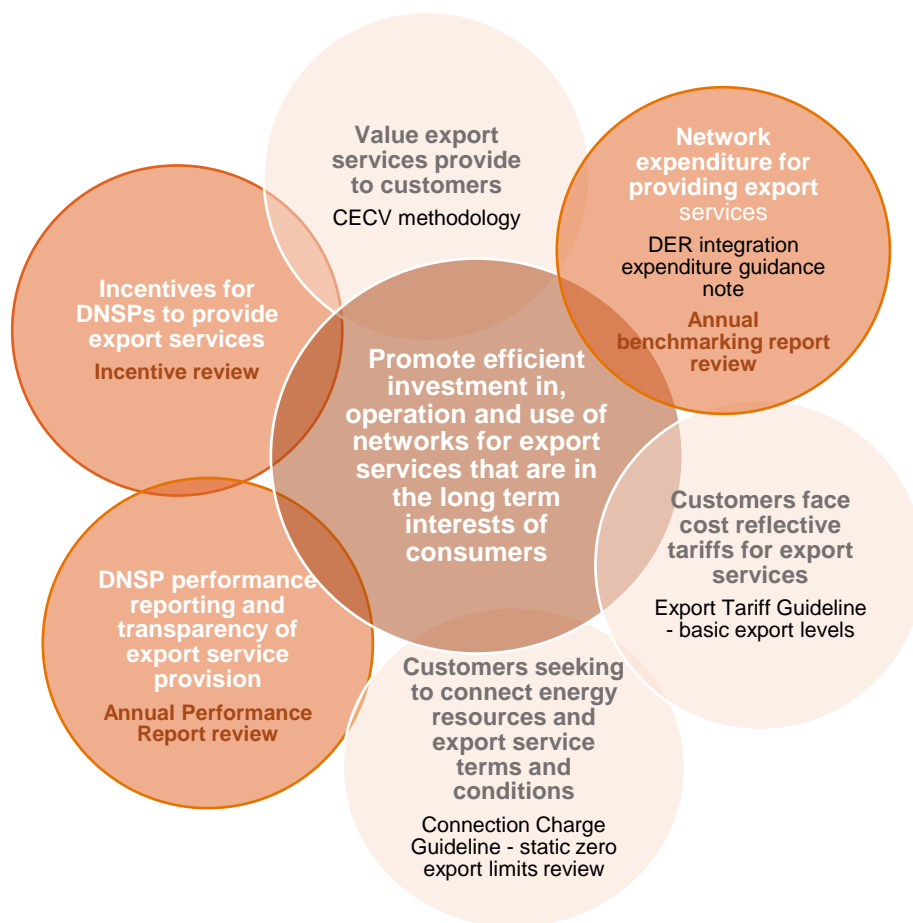 Value export
services provide
to customers
CECV methodology
Network
expenditure for
providing export
services
DER integration
expenditure guidance
note
Annual
benchmarking report
review
Incentives for
DNSPs to provide
export services
Incentive review
Promote efficient
investment in,
operation and use of
networks for export
services that are in
the long term
interests of
consumers
Customers face
cost reflective
tariffs for export
services
Export Tariff Guideline
- basic export levels
DNSP performance
reporting and
transparency of
export service
provision
Annual Performance
Report review
Customers seeking
to connect energy
resources and
export service
terms and
conditions
Connection Charge
Guideline - static zero
export limits review